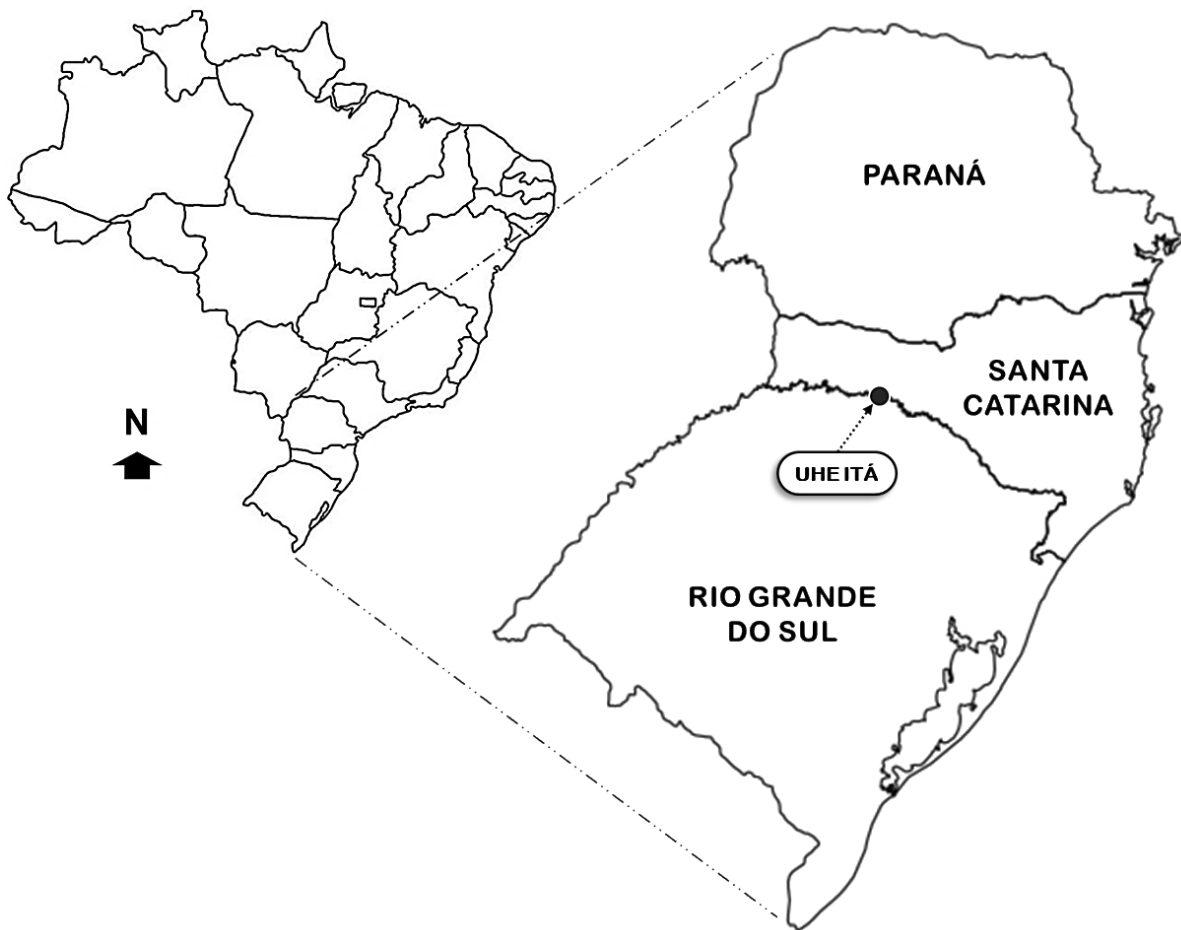 PARANÁ
SANTA
CATARINA
N
UHE ITÁ
RIO GRANDE
DO SUL